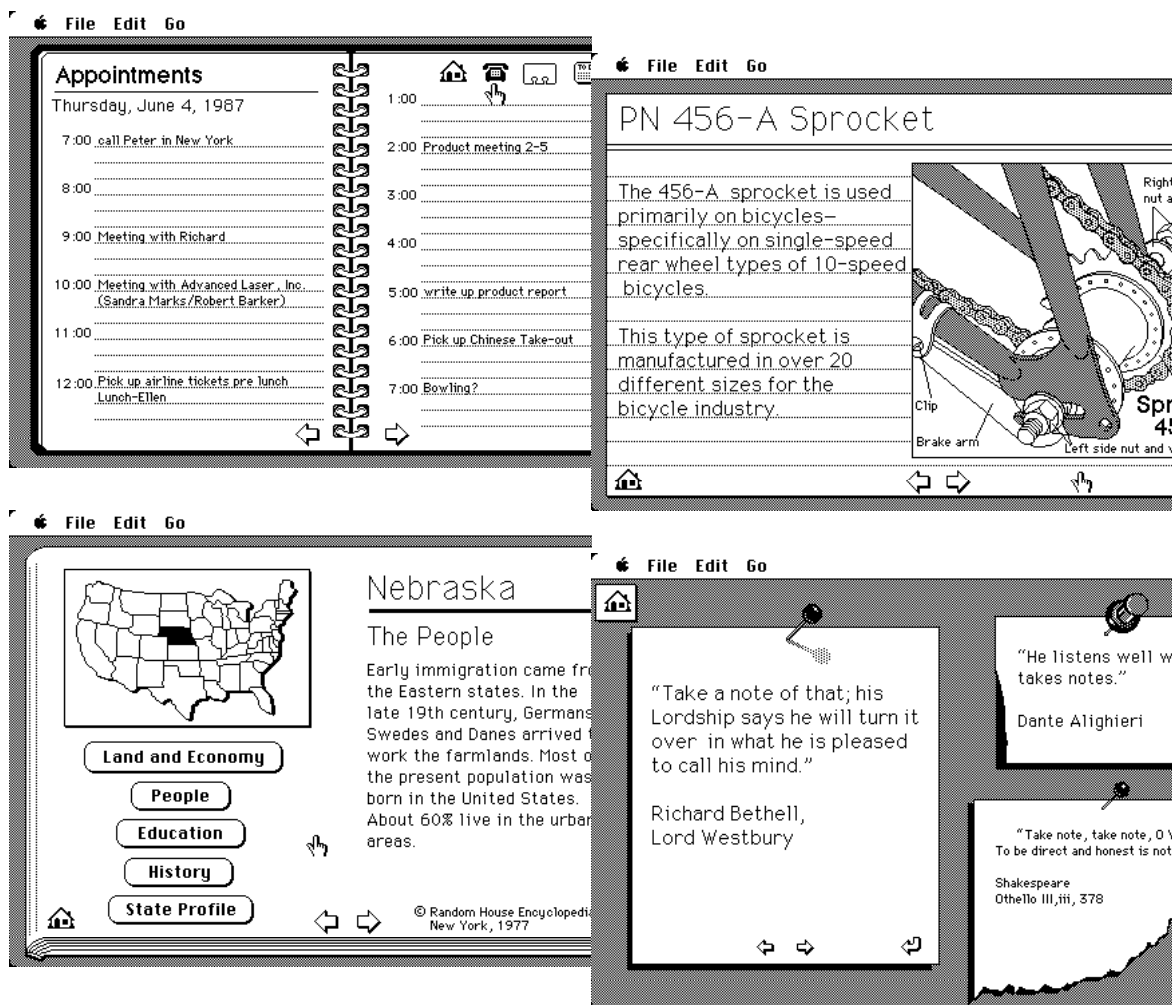 File Edit Go
Appointments
Thursday, June 4, 1987
7:00 call Peter in New York
8:00
9:00 Meeting with Richard
10:00 Meeting with Advanced Laser, Inc.
(Sandra Marks/Robert Barker)
11:00
12:00 Pick up airline tickets pre lunch
Lunch-Ellen
1:00
2:00 Product meeting 2-5
3:00
4:00
5:00 write up product report
6:00 Pick up Chinese Take-out
7:00 Bowling?
File Edit Go
PN 456-A Sprocket
The 456-A sprocket is used
primarily on bicycles-
specifically on single-speed
rear wheel types of 10-speed
bicycles.
This type of sprocket is
manufactured in over 20
different sizes for the
bicycle industry.
Right
nut a
Clip
Brake arm
Spr
45
Left side nut and w
File Edit Go
Land and Economy
People
Education
History
State Profile
Nebraska
The People
Early immigration came fro
the Eastern states. In the
late 19th century, Germans
Swedes and Danes arrived t
work the farmlands. Most o
the present population was
born in the United States.
About 60% live in the urban
areas.
© Random House Encyclopedia
New York, 1977
File Edit Go
“Take a note of that; his
Lordship says he will turn it
over in what he is pleased
to call his mind.”
Richard Bethell,
Lord Westbury
“He listens well w
takes notes.”
Dante Alighieri
“Take note, take note, O W
To be direct and honest is not
Shakespeare
Othello III,iii, 378